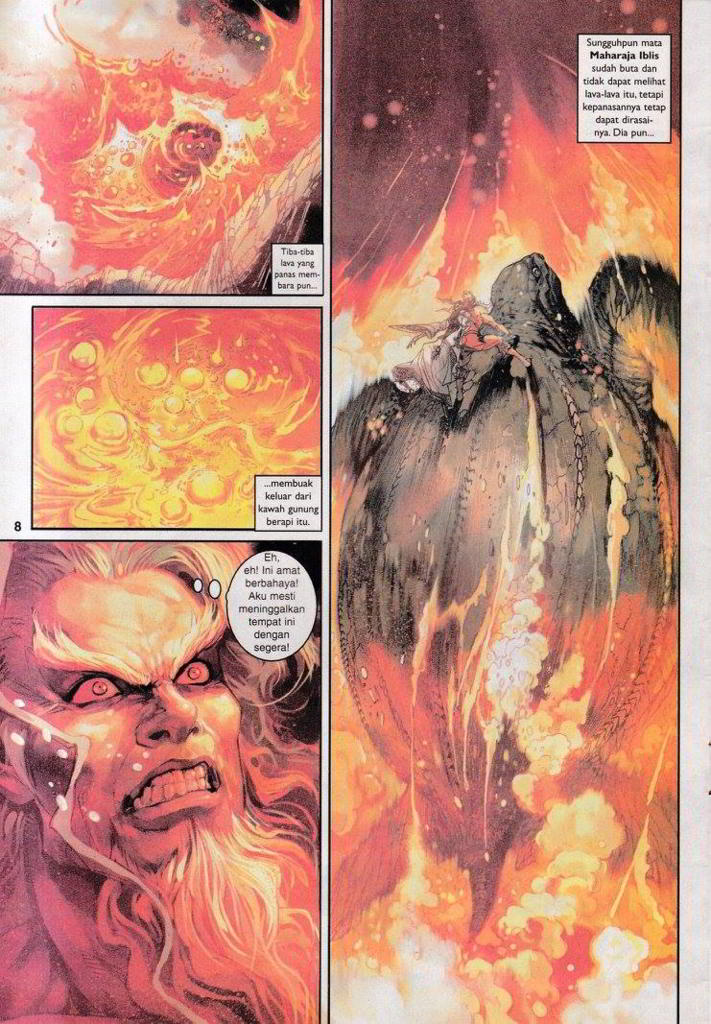 Tiba-tiba
lava yang
panas mem-
bara pun...
...membuak
keluar dari
kawah gunung
berapi itu.
8
Eh,
eh! Ini amat
berbahaya!
Aku mesti
meninggalkan
tempat ini
dengan
segera!
Sungguhpun mata
Maharaja Iblis
sudah buta dan
tidak dapat melihat
lava-lava itu, tetapi
kepanasannya tetap
dapat dirasai-
nya. Dia pun...